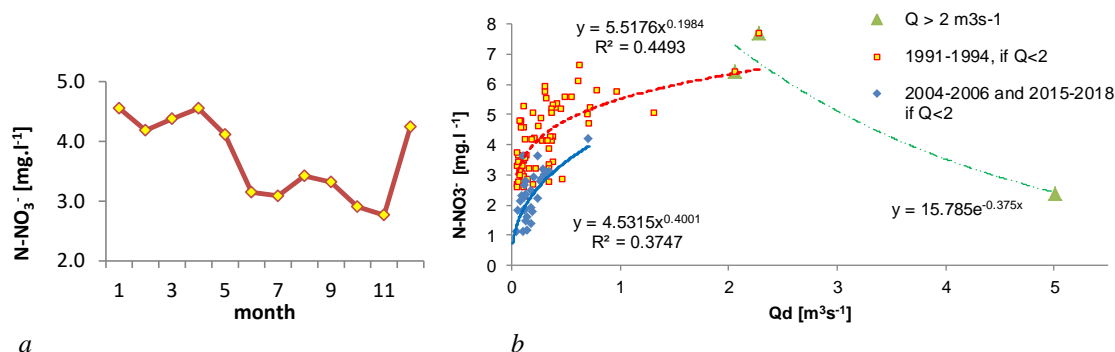 N-NO₃⁻ [mg.l⁻¹]
5.0
4.0
3.0
2.0
1 3 5 7 9 11
month
a
N-NO3⁻ [mg.l⁻¹]
8
7
6
5
4
3
2
1
0
0 1 2 3 4 5
Qd [m³s⁻¹]
b
y = 5.5176x^0.1984
R² = 0.4493
y = 4.5315x^0.4001
R² = 0.3747
y = 15.785e^-0.375x
Q > 2 m3s-1
1991-1994, if Q<2
2004-2006 and 2015-2018
if Q<2